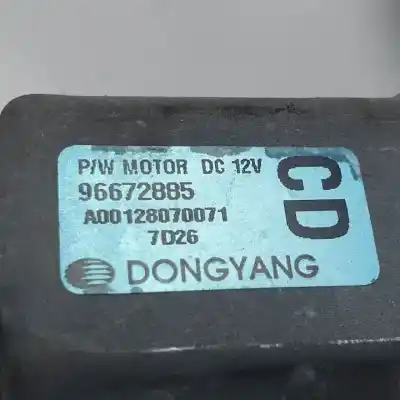 P/W MOTOR DC 12V
96672885
A00128070071
7D26
DONGYANG
CD